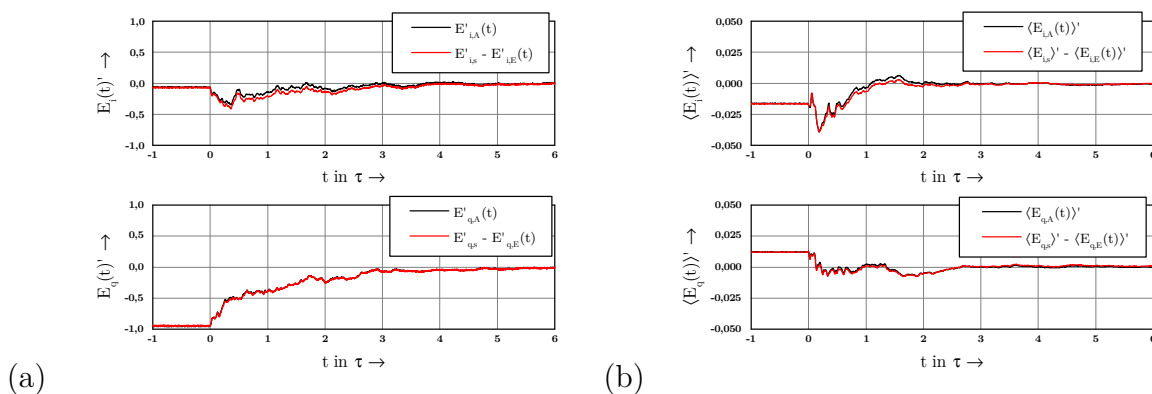 E'i,A(t)
E'i,s - E'i,E(t)
Ei(t)' →
1,0
0,5
0,0
-0,5
-1,0
-1 0 1 2 3 4 5 6
t in τ →
E'q,A(t)
E'q,s - E'q,E(t)
Eq(t)' →
1,0
0,5
0,0
-0,5
-1,0
-1 0 1 2 3 4 5 6
t in τ →
(a)
⟨Ei,A(t)⟩'
⟨Ei,s⟩' - ⟨Ei,E(t)⟩'
⟨Ei(t)⟩' →
0,050
0,025
0,000
-0,025
-0,050
-1 0 1 2 3 4 5 6
t in τ →
⟨Eq,A(t)⟩'
⟨Eq,s⟩' - ⟨Eq,E(t)⟩'
⟨Eq(t)⟩' →
0,050
0,025
0,000
-0,025
-0,050
-1 0 1 2 3 4 5 6
t in τ →
(b)